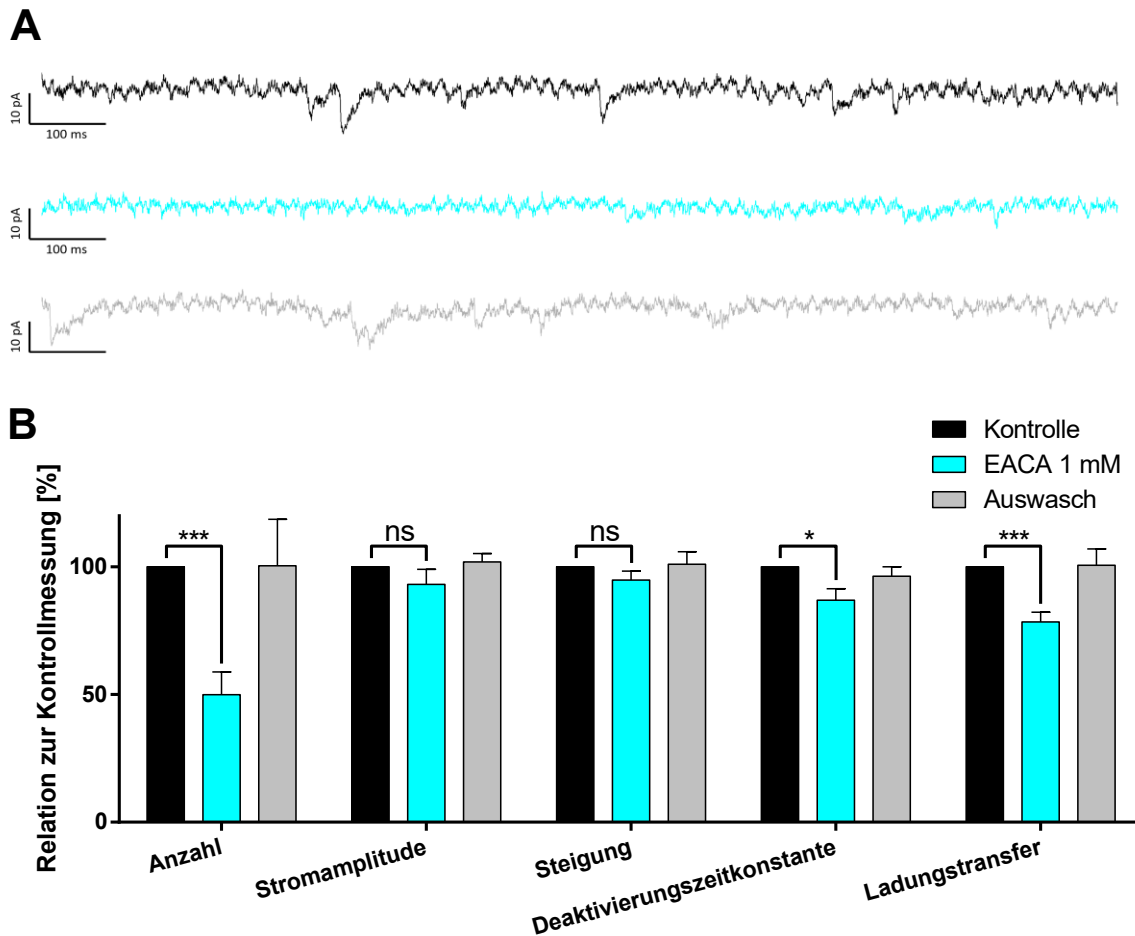 A
10 pA
100 ms
10 pA
100 ms
10 pA
B
Kontrolle
EACA 1 mM
Auswasch
Relation zur Kontrollmessung [%]
100
50
0
***
ns
ns
*
***
Anzahl
Stromamplitude
Steigung
Deaktivierungszeitkonstante
Ladungstransfer